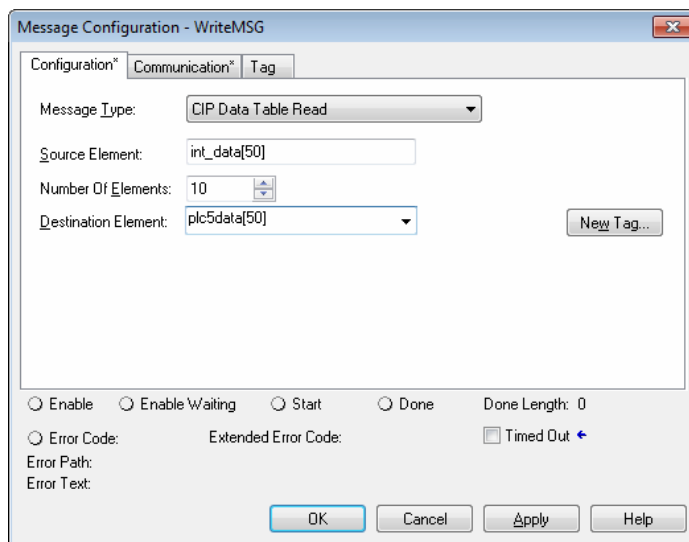 Message Configuration - WriteMSG
Configuration* Communication* Tag
Message Type: CIP Data Table Read
Source Element: int_data[50]
Number Of Elements: 10
Destination Element: plc5data[50] New Tag...
Enable Enable Waiting Start Done Done Length: 0
Error Code: Extended Error Code: Timed Out ←
Error Path:
Error Text:
OK Cancel Apply Help